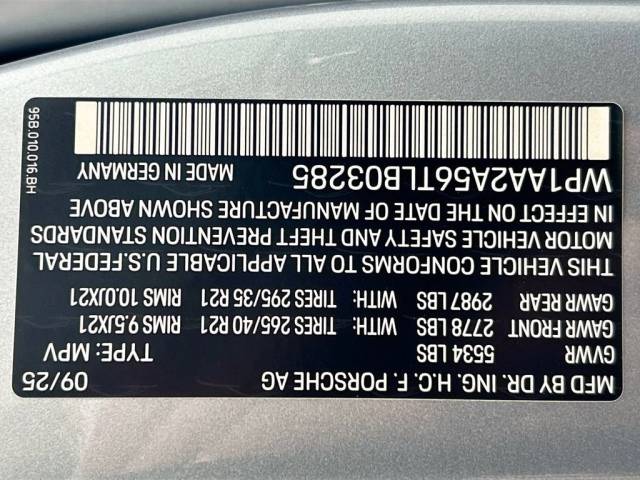 MFD BY DR. ING. H.C. F. PORSCHE AG 09/25
GVWR 5534 LBS TYPE: MPV
GAWR FRONT 2778 LBS WITH: TIRES 265/40 R21 RIMS 9.5JX21
GAWR REAR 2987 LBS WITH: TIRES 295/35 R21 RIMS 10.0JX21
THIS VEHICLE CONFORMS TO ALL APPLICABLE U.S.FEDERAL
MOTOR VEHICLE SAFETY AND THEFT PREVENTION STANDARDS
IN EFFECT ON THE DATE OF MANUFACTURE SHOWN ABOVE
WP1AA2A56TLB03285 MADE IN GERMANY
95B.010.016.BH